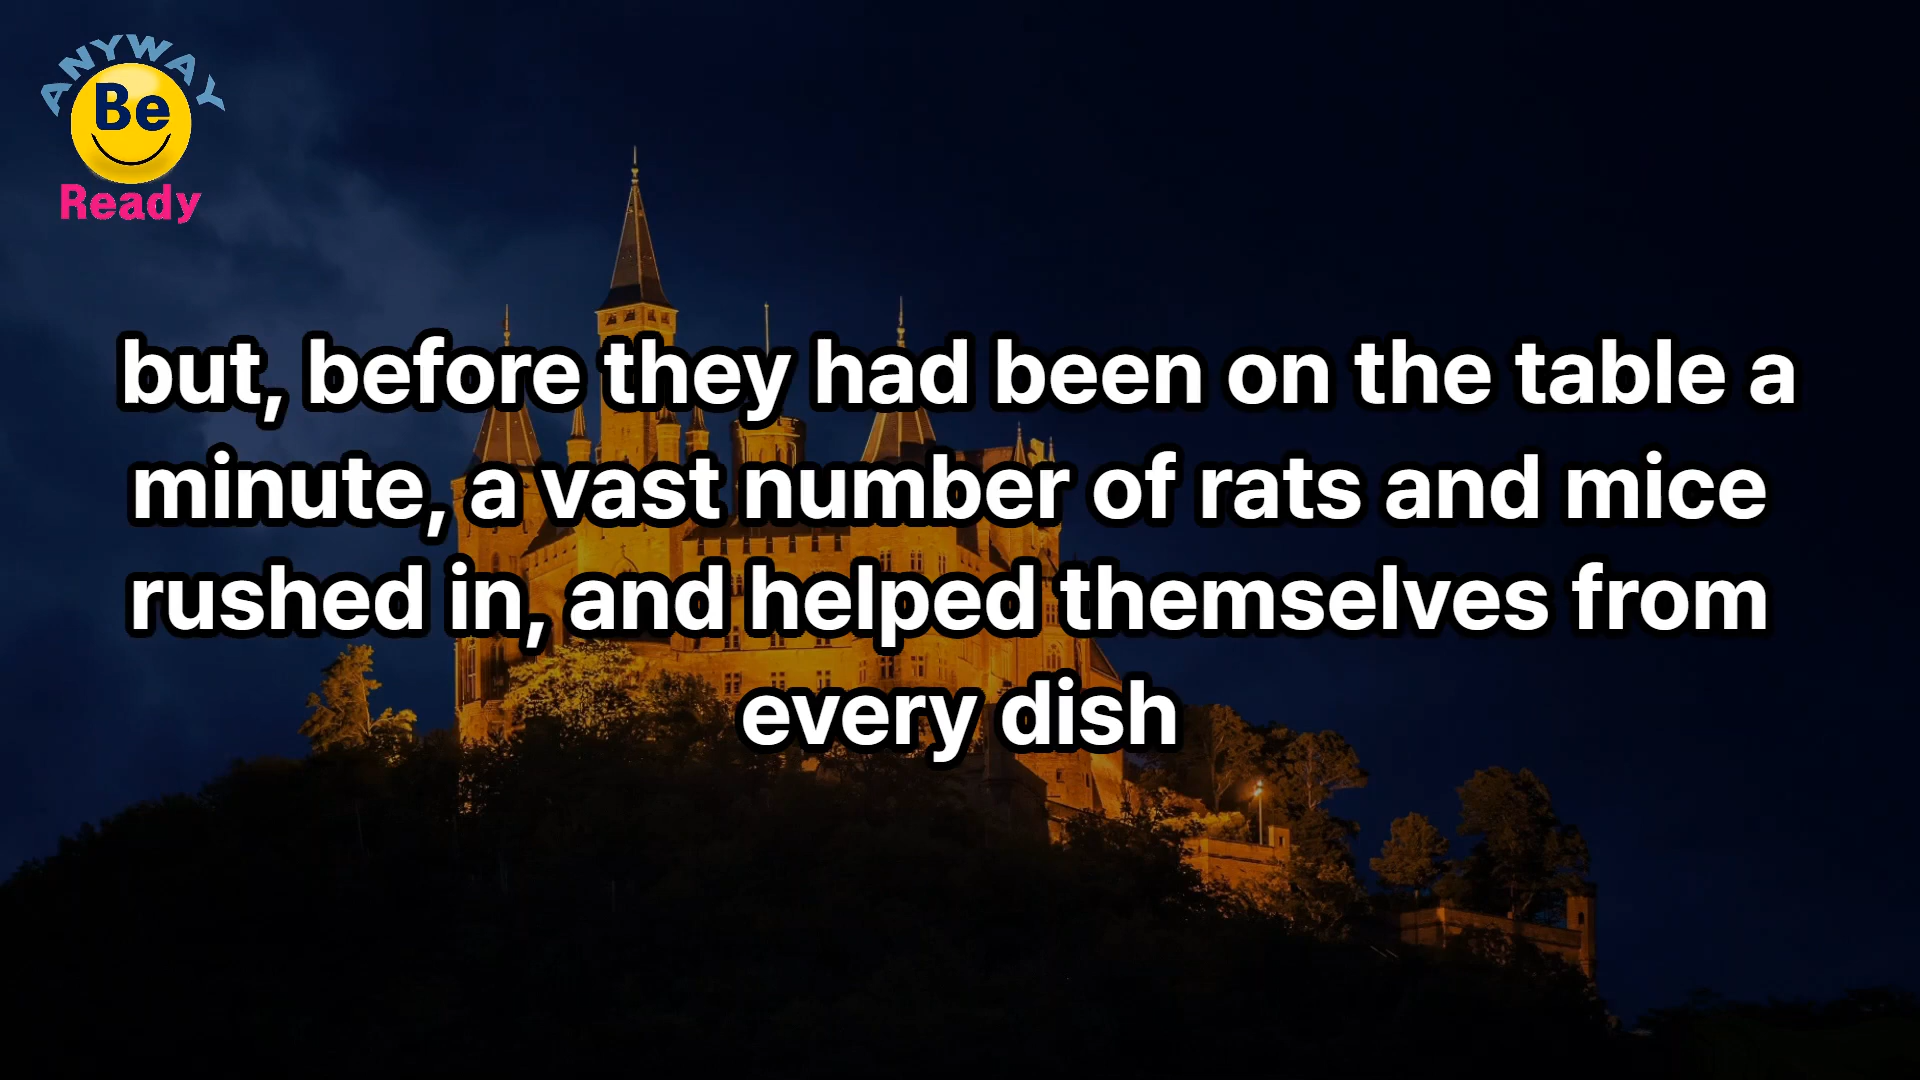 ANYWAY
Be
Ready
but, before they had been on the table a
minute, a vast number of rats and mice
rushed in, and helped themselves from
every dish